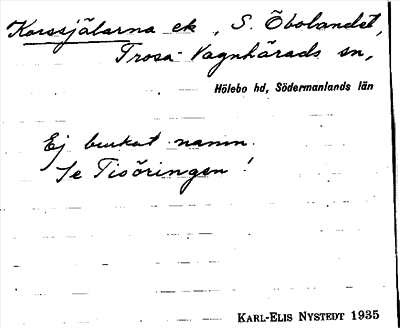 Korssjälarna ek, S. Öbolandet,
Trosa-Vagnhärads sn,
Hölebo hd, Södermanlands län
Ej brukat namn.
Se Tisöringen!
KARL-ELIS NYSTEDT 1935